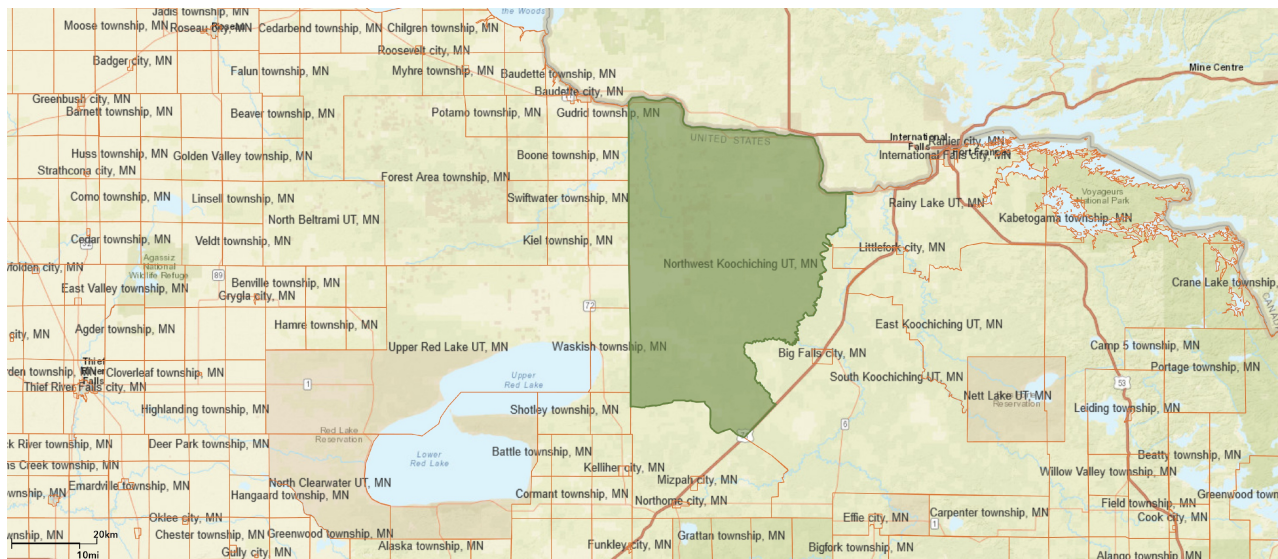 Jadis township, MN
the Woods
Moose township, MN
Roseau city, MN
Cedarbend township, MN
Chilgren township, MN
Roosevelt city, MN
Badger city, MN
Falun township, MN
Myhre township, MN
Baudette township, MN
Baudette city, MN
Mine Centre
Greenbush city, MN
Barnett township, MN
Beaver township, MN
Potamo township, MN
Gudrid township, MN
UNITED STATES
International
Falls
Ranier city, MN
Fort Frances
International Falls city, MN
Huss township, MN
Golden Valley township, MN
Boone township, MN
Strathcona city, MN
Forest Area township, MN
Como township, MN
Linsell township, MN
Swiftwater township, MN
Rainy Lake UT, MN
Voyageurs
National Park
North Beltrami UT, MN
Kabetogama township, MN
Cedar township, MN
32
Veldt township, MN
Kiel township, MN
Littlefork city, MN
Agassiz
National
Wildlife Refuge
Northwest Koochiching UT, MN
89
East Valley township, MN
Benville township, MN
Grygla city, MN
Crane Lake township,
72
Agder township, MN
city, MN
Hamre township, MN
East Koochiching UT, MN
Upper Red Lake UT, MN
Waskish township, MN
Big Falls city, MN
Camp 5 township, MN
Portage township, MN
Thief
River
Falls
Cloverleaf township, MN
Thief River Falls city, MN
1
Upper
Red Lake
South Koochiching UT, MN
53
Nett Lake UT, MN
Reservation
Leiding township, MN
Highlanding township, MN
Shotley township, MN
Red Lake
Reservation
6
Deer Park township, MN
Lower
Red Lake
Battle township, MN
Beatty township, MN
Kelliher city, MN
Willow Valley township, MN
Emardville township, MN
North Clearwater UT, MN
Hangaard township, MN
Mizpah city, MN
Cormant township, MN
Northome city, MN
Greenwood town
Field township, MN
Oklee city, MN
Effie city, MN
1
Carpenter township, MN
Cook city, MN
20km
Chester township, MN
Greenwood township, MN
Grattan township, MN
10mi
Gully city, MN
Alaska township, MN
Funkley city, MN
Bigfork township, MN
Alango township, MN